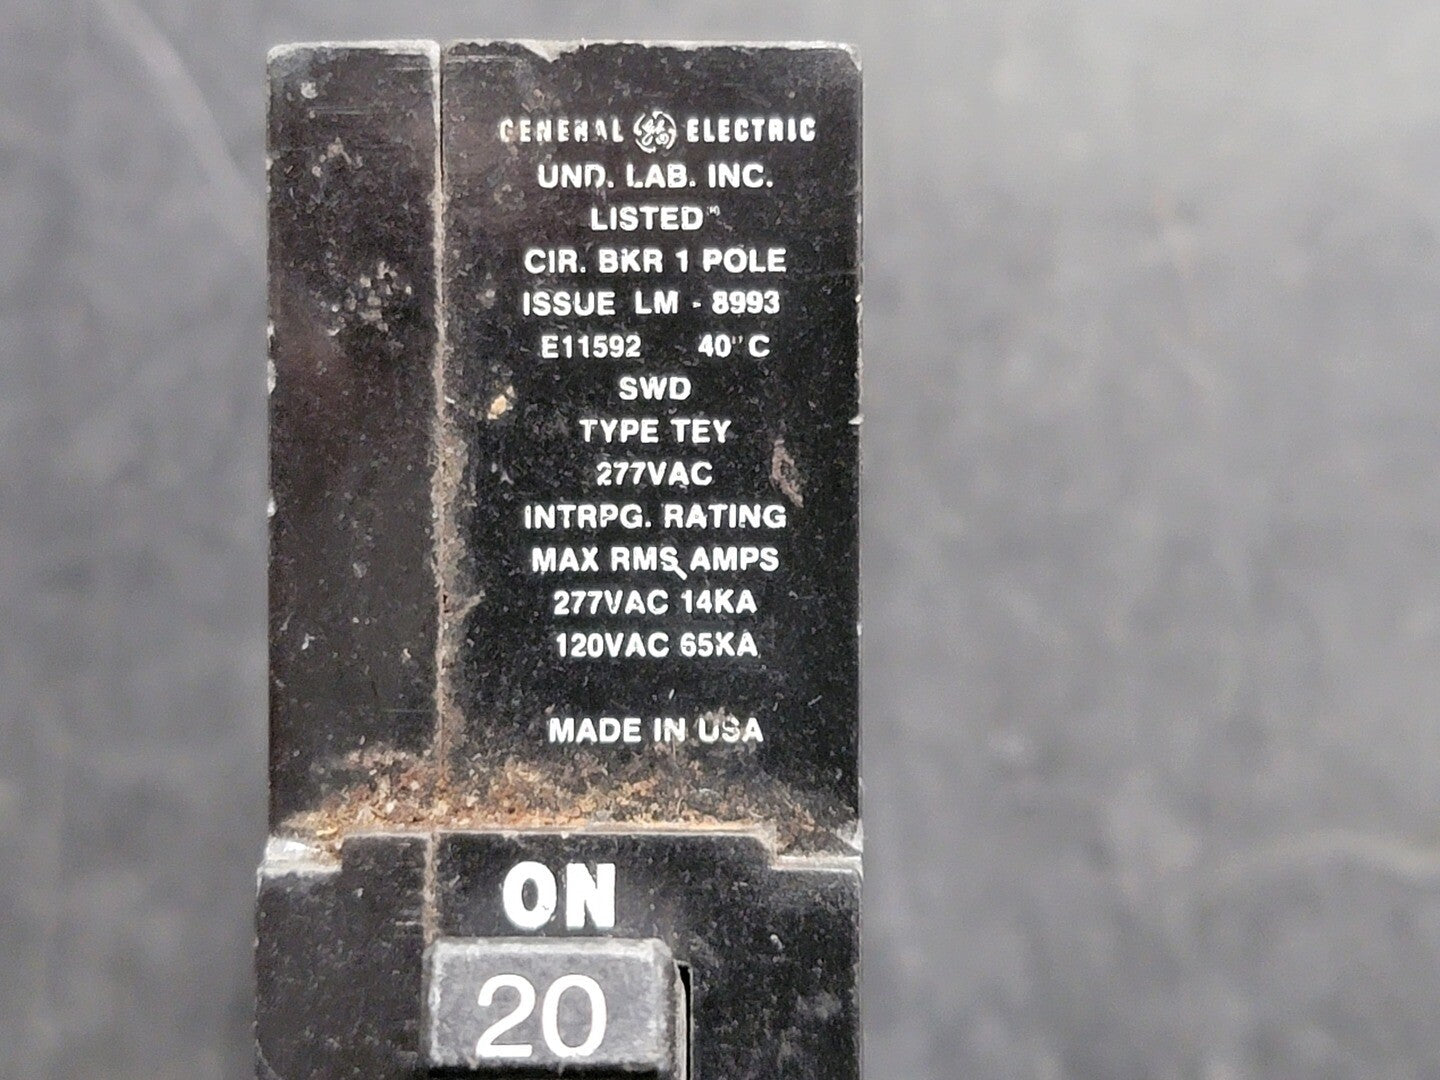 GENERAL GE ELECTRIC
UND. LAB. INC.
LISTED
CIR. BKR 1 POLE
ISSUE LM - 8993
E11592 40°C
SWD
TYPE TEY
277VAC
INTRPG. RATING
MAX RMS AMPS
277VAC 14KA
120VAC 65KA
MADE IN USA
ON
20